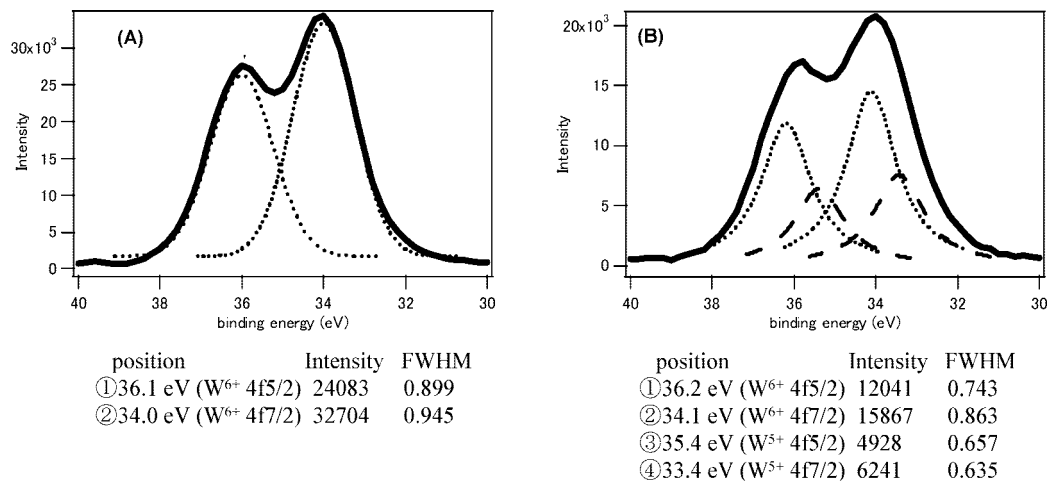 (A)
30x10³
25
20
15
10
5
0
Intensity
40
38
36
34
32
30
binding energy (eV)
position Intensity FWHM
①36.1 eV (W⁶⁺ 4f5/2) 24083 0.899
②34.0 eV (W⁶⁺ 4f7/2) 32704 0.945
(B)
20x10³
15
10
5
0
Intensity
40
38
36
34
32
30
binding energy (eV)
position Intensity FWHM
①36.2 eV (W⁶⁺ 4f5/2) 12041 0.743
②34.1 eV (W⁶⁺ 4f7/2) 15867 0.863
③35.4 eV (W⁵⁺ 4f5/2) 4928 0.657
④33.4 eV (W⁵⁺ 4f7/2) 6241 0.635